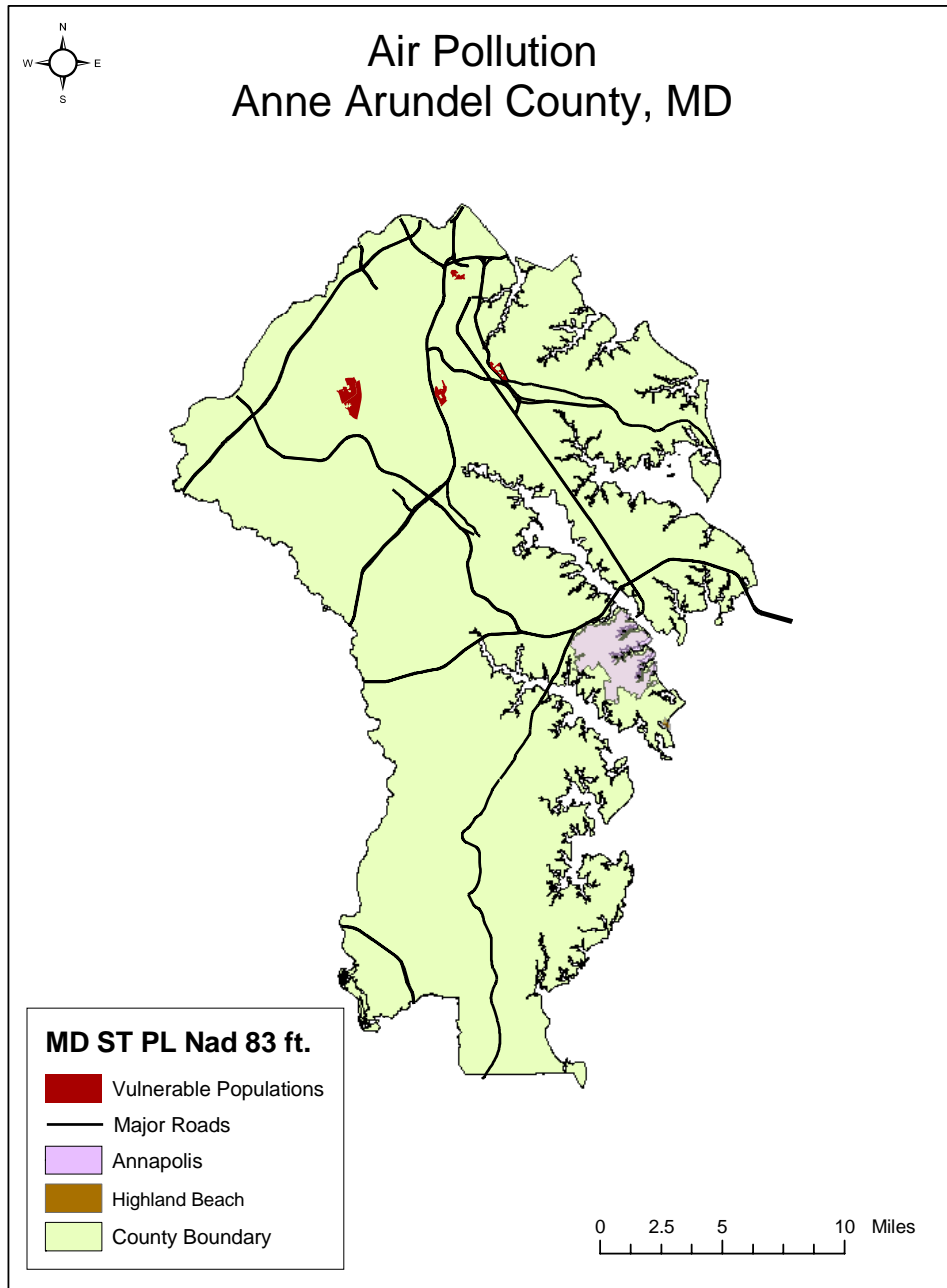 N
W E
S
Air Pollution
Anne Arundel County, MD
MD ST PL Nad 83 ft.
Vulnerable Populations
Major Roads
Annapolis
Highland Beach
County Boundary
0 2.5 5 10 Miles